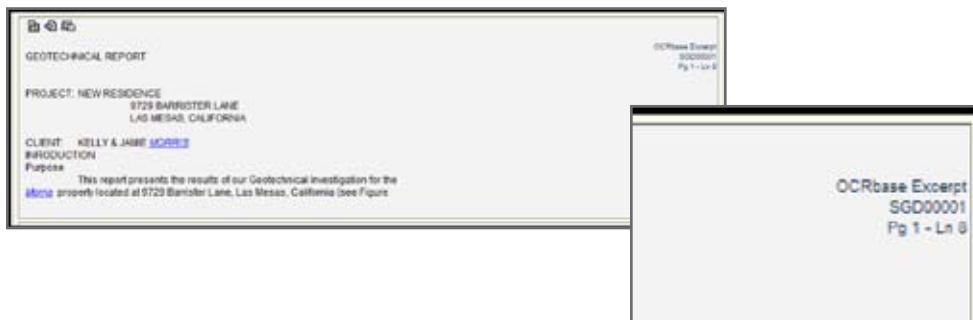 GEOTECHNICAL REPORT
OCRbase Excerpt
SGD00001
Pg 1 - Ln 8
PROJECT: NEW RESIDENCE
9729 BARRISTER LANE
LAS MESAS, CALIFORNIA
CLIENT: KELLY & JAMIE MORRIS
INRODUCTION
Purpose
This report presents the results of our Geotechnical investigation for the
property located at 9729 Barrister Lane, Las Mesas, California (see Figure
OCRbase Excerpt
SGD00001
Pg 1 - Ln 8